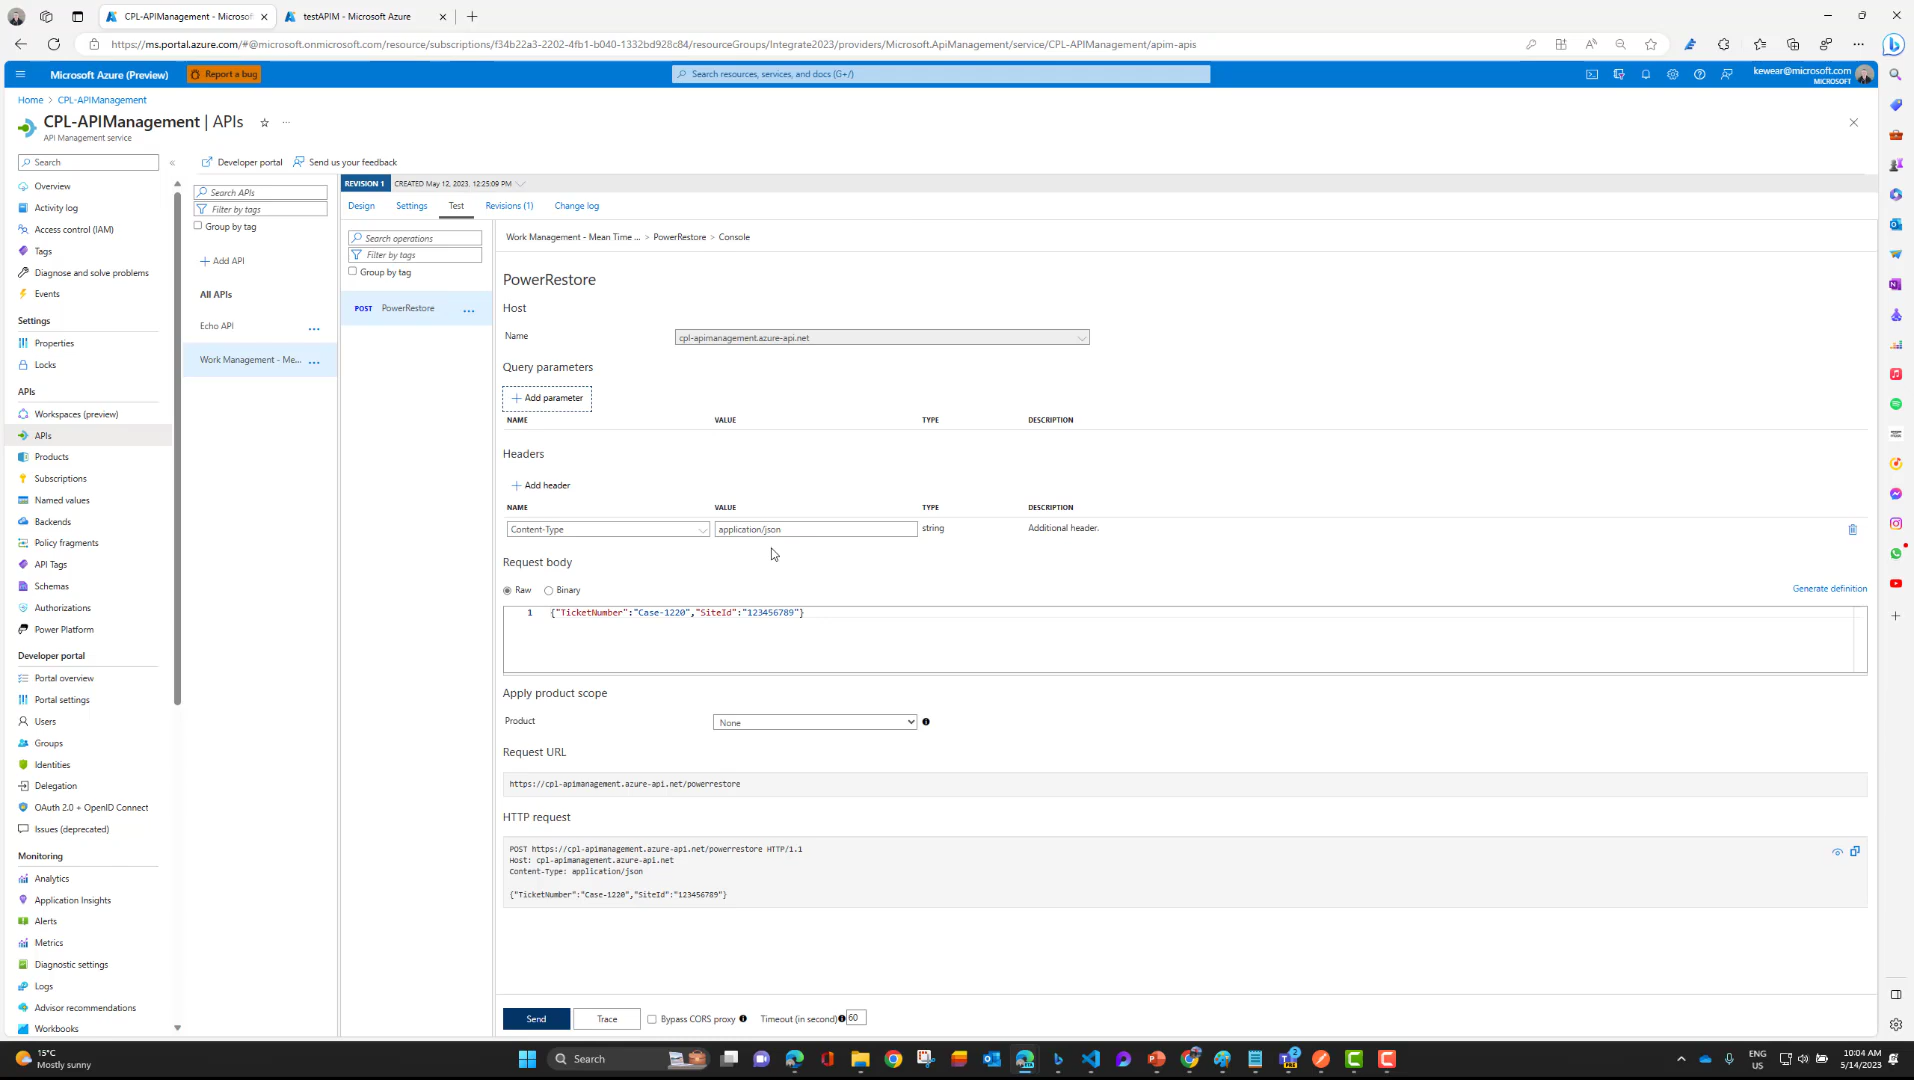 CPL-APIManagement - Microsof
testAPIM - Microsoft Azure
https://ms.portal.azure.com/#@microsoft.onmicrosoft.com/resource/subscriptions/f34b22a3-2202-4fb1-b040-1332bd928c84/resourceGroups/Integrate2023/providers/Microsoft.ApiManagement/service/CPL-APIManagement/apim-apis
Microsoft Azure (Preview)
Report a bug
Search resources, services, and docs (G+/)
kewear@microsoft.com
MICROSOFT
Home > CPL-APIManagement
CPL-APIManagement | APIs
API Management service
Search
Overview
Activity log
Access control (IAM)
Tags
Diagnose and solve problems
Events
Settings
Properties
Locks
APIs
Workspaces (preview)
APIs
Products
Subscriptions
Named values
Backends
Policy fragments
API Tags
Schemas
Authorizations
Power Platform
Developer portal
Portal overview
Portal settings
Users
Groups
Identities
Delegation
OAuth 2.0 + OpenID Connect
Issues (deprecated)
Monitoring
Analytics
Application Insights
Alerts
Metrics
Diagnostic settings
Logs
Advisor recommendations
Workbooks
Developer portal
Send us your feedback
Search APIs
Filter by tags
Group by tag
Add API
All APIs
Echo API
Work Management - Me...
REVISION 1
CREATED May 12, 2023, 12:25:09 PM
Design
Settings
Test
Revisions (1)
Change log
Search operations
Filter by tags
Group by tag
POST PowerRestore
Work Management - Mean Time ... > PowerRestore > Console
PowerRestore
Host
Name
cpl-apimanagement.azure-api.net
Query parameters
Add parameter
NAME VALUE TYPE DESCRIPTION
Headers
Add header
NAME VALUE TYPE DESCRIPTION
Content-Type application/json string Additional header.
Request body
Raw Binary
Generate definition
1 {"TicketNumber":"Case-1220","SiteId":"123456789"}
Apply product scope
Product None
Request URL
https://cpl-apimanagement.azure-api.net/powerrestore
HTTP request
POST https://cpl-apimanagement.azure-api.net/powerrestore HTTP/1.1
Host: cpl-apimanagement.azure-api.net
Content-Type: application/json
{"TicketNumber":"Case-1220","SiteId":"123456789"}
Send
Trace
Bypass CORS proxy
Timeout (in second)
60
15°C
Mostly sunny
Search
ENG
US
10:04 AM
5/14/2023